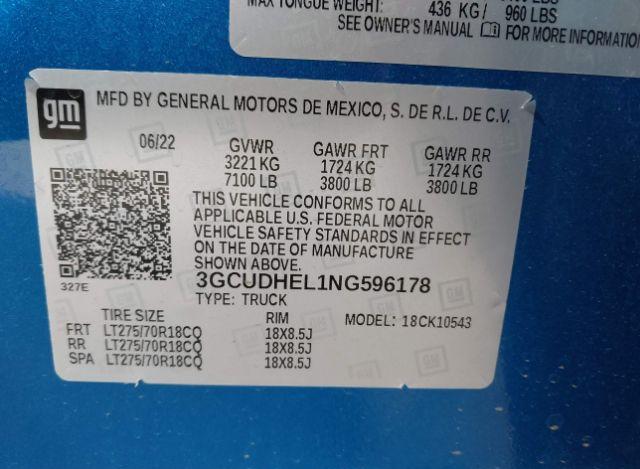 MAX TONGUE WEIGHT: 436 KG/ 960 LBS
SEE OWNER'S MANUAL FOR MORE INFORMATION
gm
MFD BY GENERAL MOTORS DE MEXICO, S. DE R.L. DE C.V.
06/22 GVWR GAWR FRT GAWR RR
3221 KG 1724 KG 1724 KG
7100 LB 3800 LB 3800 LB
THIS VEHICLE CONFORMS TO ALL
APPLICABLE U.S. FEDERAL MOTOR
VEHICLE SAFETY STANDARDS IN EFFECT
ON THE DATE OF MANUFACTURE
SHOWN ABOVE.
327E
3GCUDHEL1NG596178
TYPE: TRUCK
TIRE SIZE RIM MODEL: 18CK10543
FRT LT275/70R18CQ 18X8.5J
RR LT275/70R18CQ 18X8.5J
SPA LT275/70R18CQ 18X8.5J